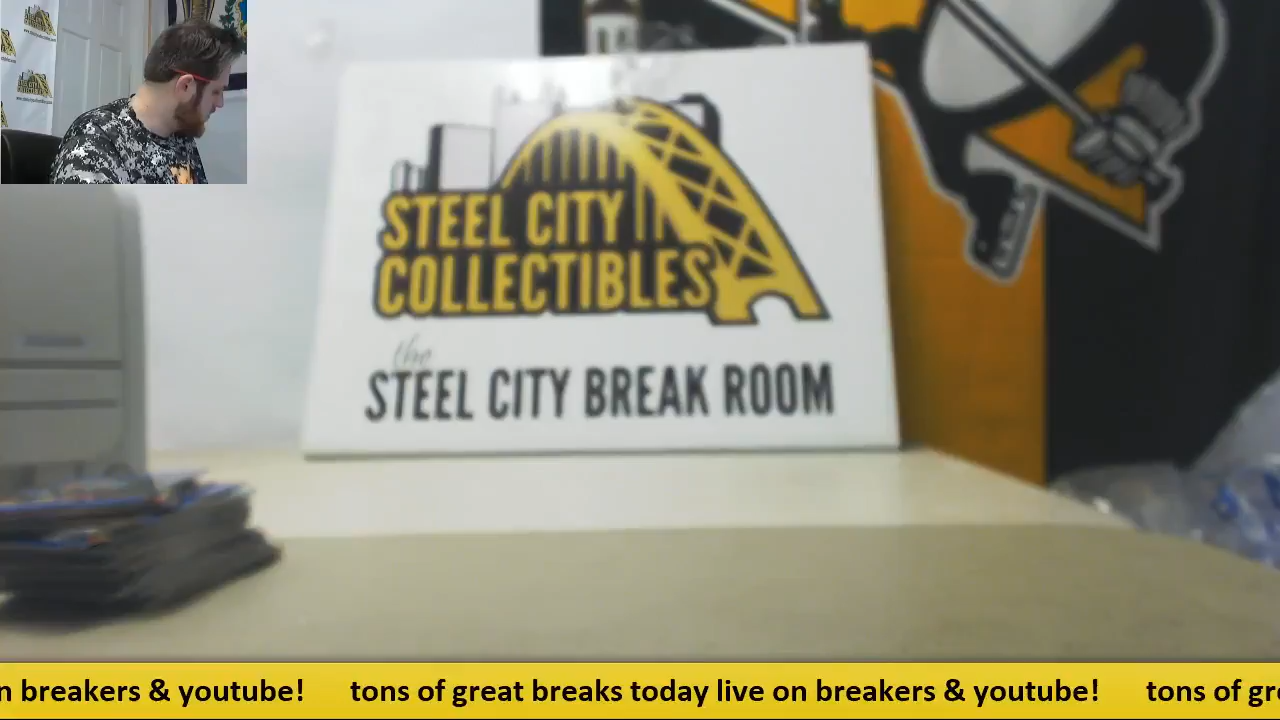 STEEL CITY
COLLECTIBLES
the
STEEL CITY BREAK ROOM
n breakers & youtube! tons of great breaks today live on breakers & youtube! tons of gr